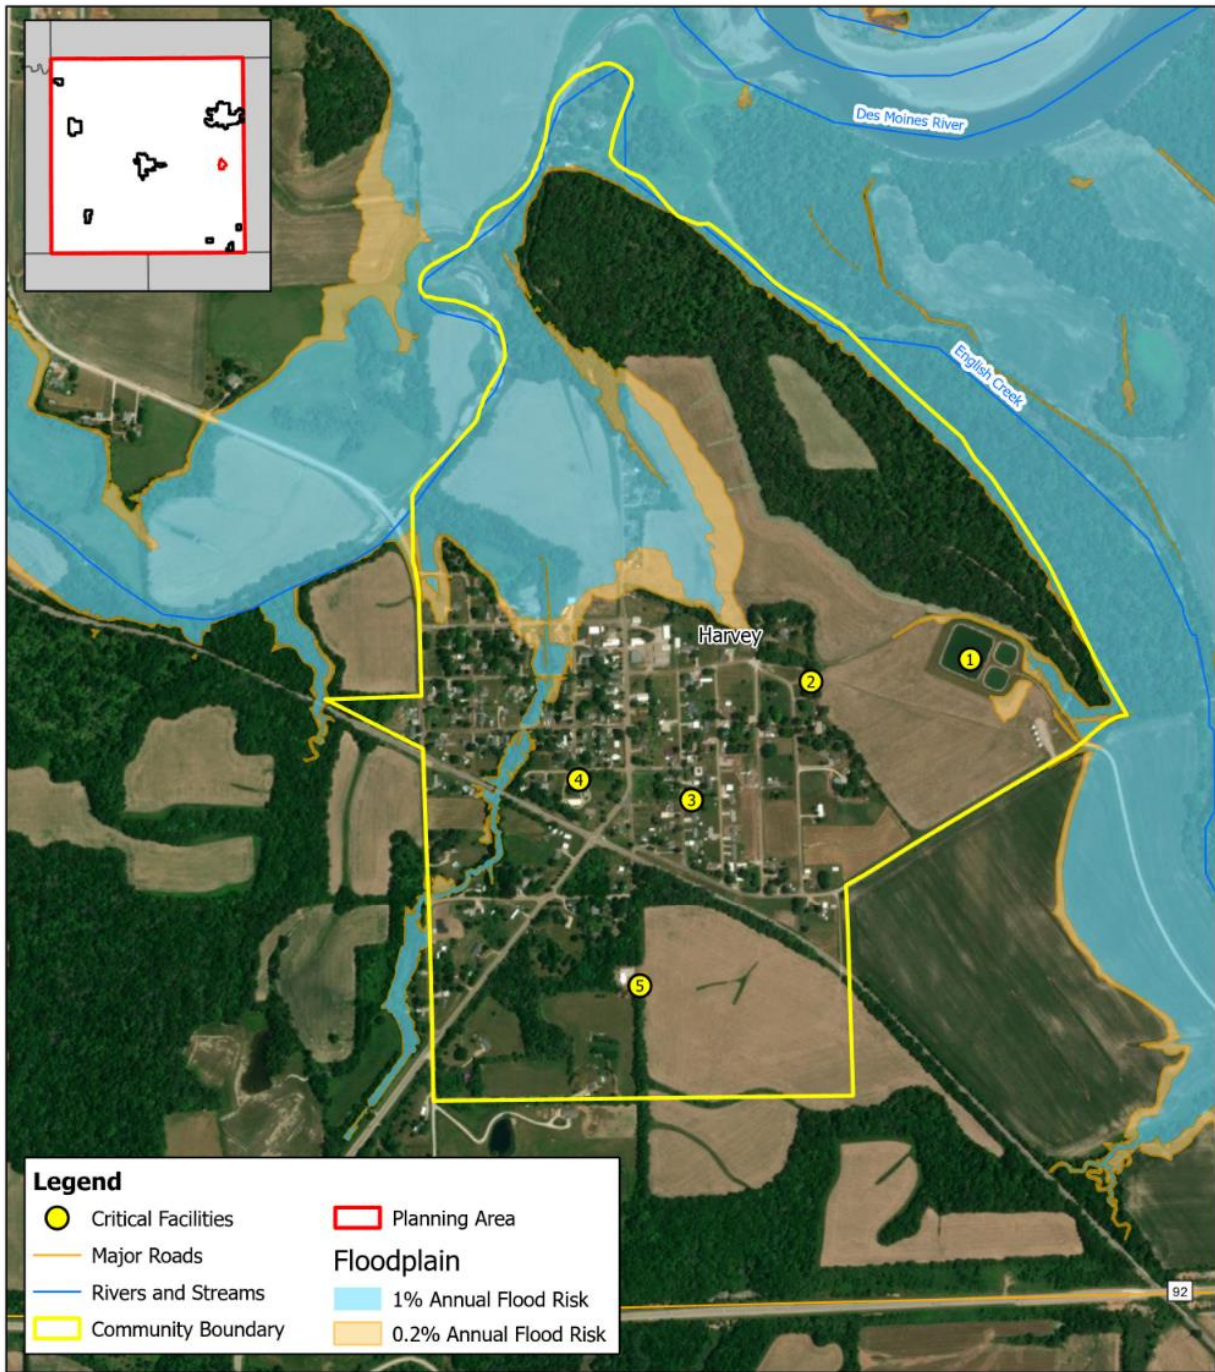 Des Moines River
English Creek
Harvey
1
2
4
3
5
92
Legend
Critical Facilities
Major Roads
Rivers and Streams
Community Boundary
Planning Area
Floodplain
1% Annual Flood Risk
0.2% Annual Flood Risk